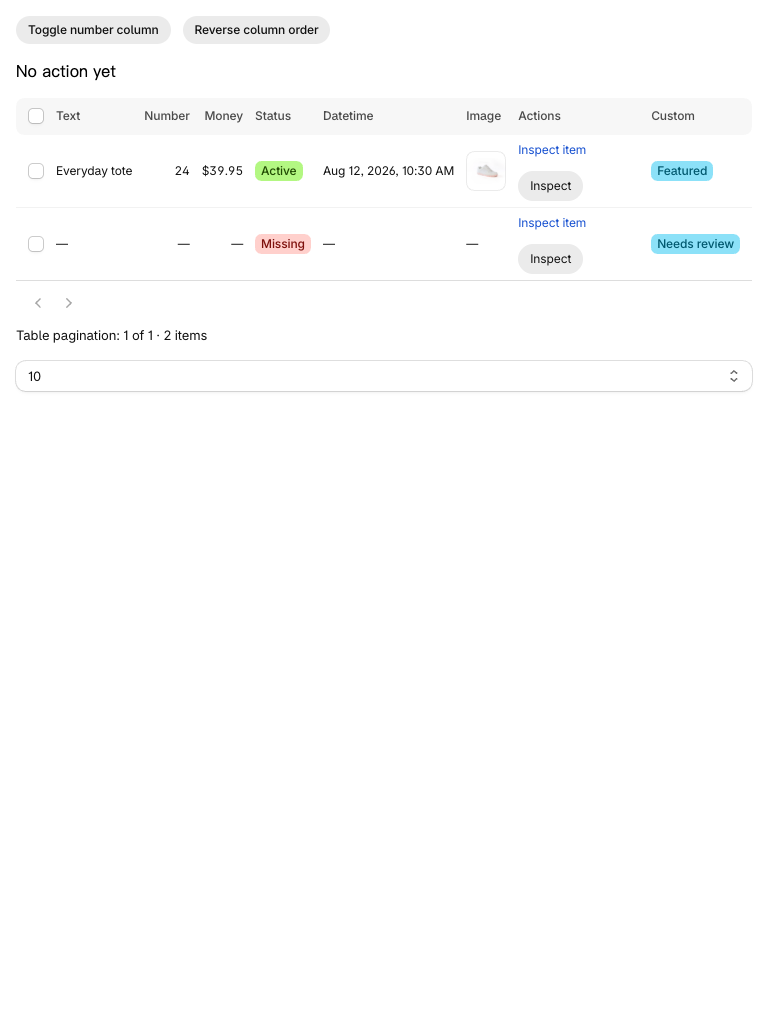 Toggle number column Reverse column order
No action yet
Text Number Money Status Datetime Image Actions Custom
Everyday tote 24 $39.95 Active Aug 12, 2026, 10:30 AM Inspect item Inspect Featured
— — — Missing — — Inspect item Inspect Needs review
Table pagination: 1 of 1 · 2 items
10